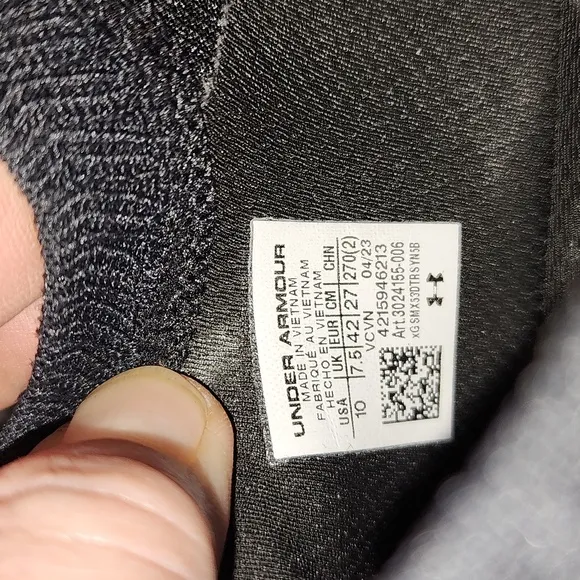 UNDER ARMOUR
MADE IN VIETNAM
FABRIQUÉ AU VIETNAM
HECHO EN VIETNAM
USA UK EUR CM CHN
10 7.5 42 27 270(2)
VCVN 04/23
4215946213
Art.3024155-006
XGSMX53DTRSYN5B